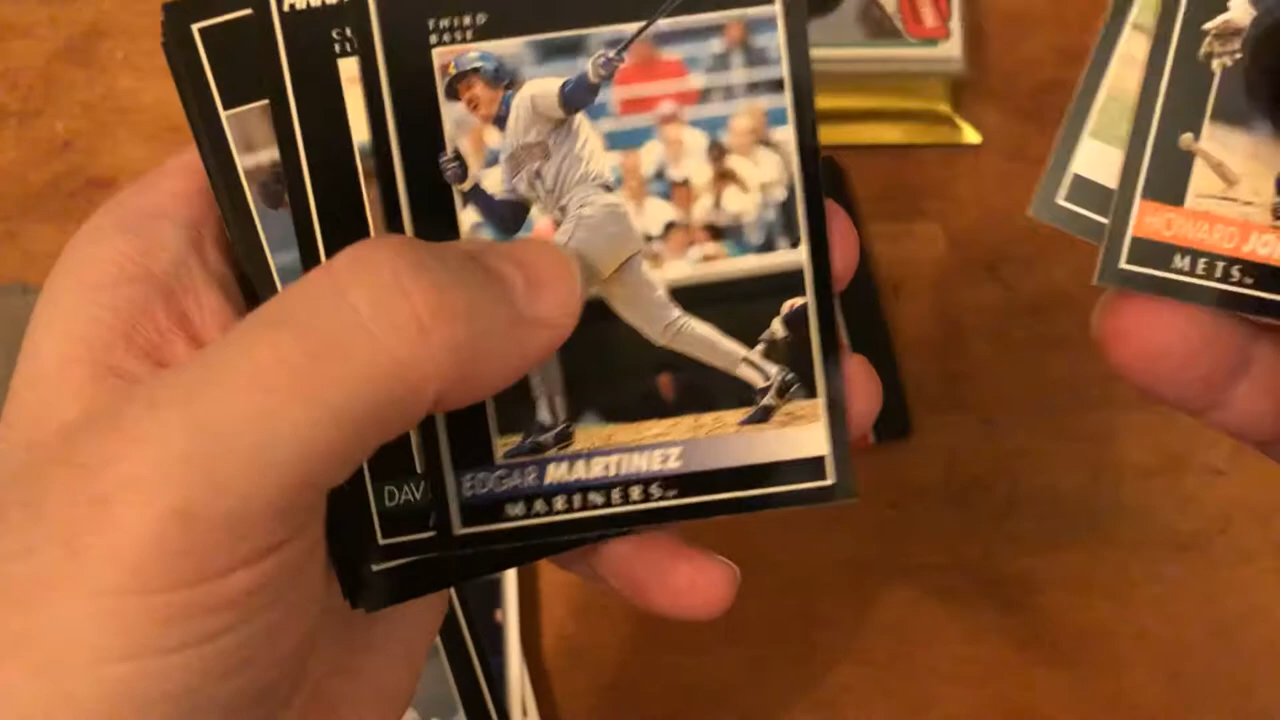 THIRD
BASE
EDGAR MARTINEZ
MARINERS
DAV
HOWARD JO
METS